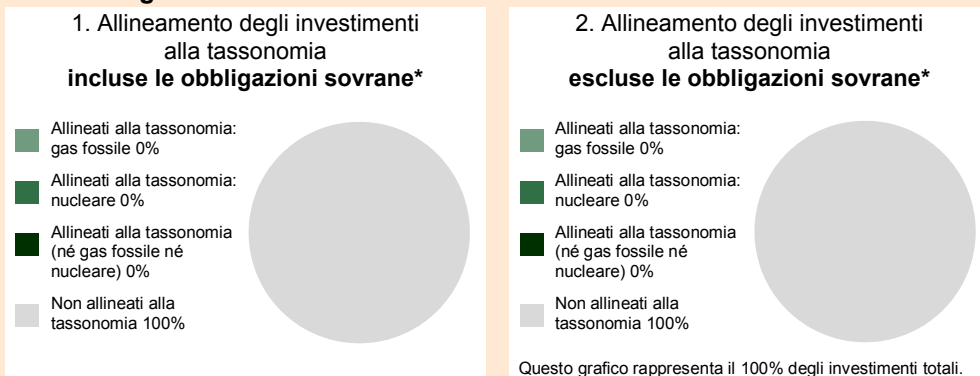 1. Allineamento degli investimenti
alla tassonomia
incluse le obbligazioni sovrane*
Allineati alla tassonomia:
gas fossile 0%
Allineati alla tassonomia:
nucleare 0%
Allineati alla tassonomia
(né gas fossile né
nucleare) 0%
Non allineati alla
tassonomia 100%
2. Allineamento degli investimenti
alla tassonomia
escluse le obbligazioni sovrane*
Allineati alla tassonomia:
gas fossile 0%
Allineati alla tassonomia:
nucleare 0%
Allineati alla tassonomia
(né gas fossile né
nucleare) 0%
Non allineati alla
tassonomia 100%
Questo grafico rappresenta il 100% degli investimenti totali.